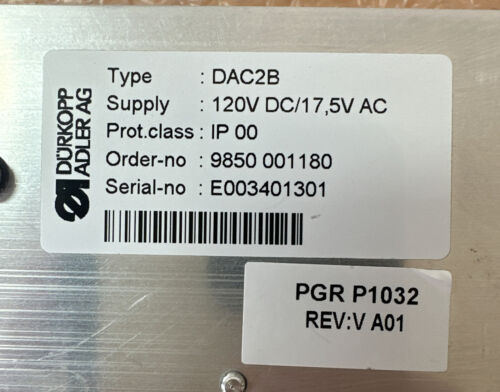 DÜRKOPP
ADLER AG
Type : DAC2B
Supply : 120V DC/17,5V AC
Prot.class : IP 00
Order-no : 9850 001180
Serial-no : E003401301
PGR P1032
REV:V A01